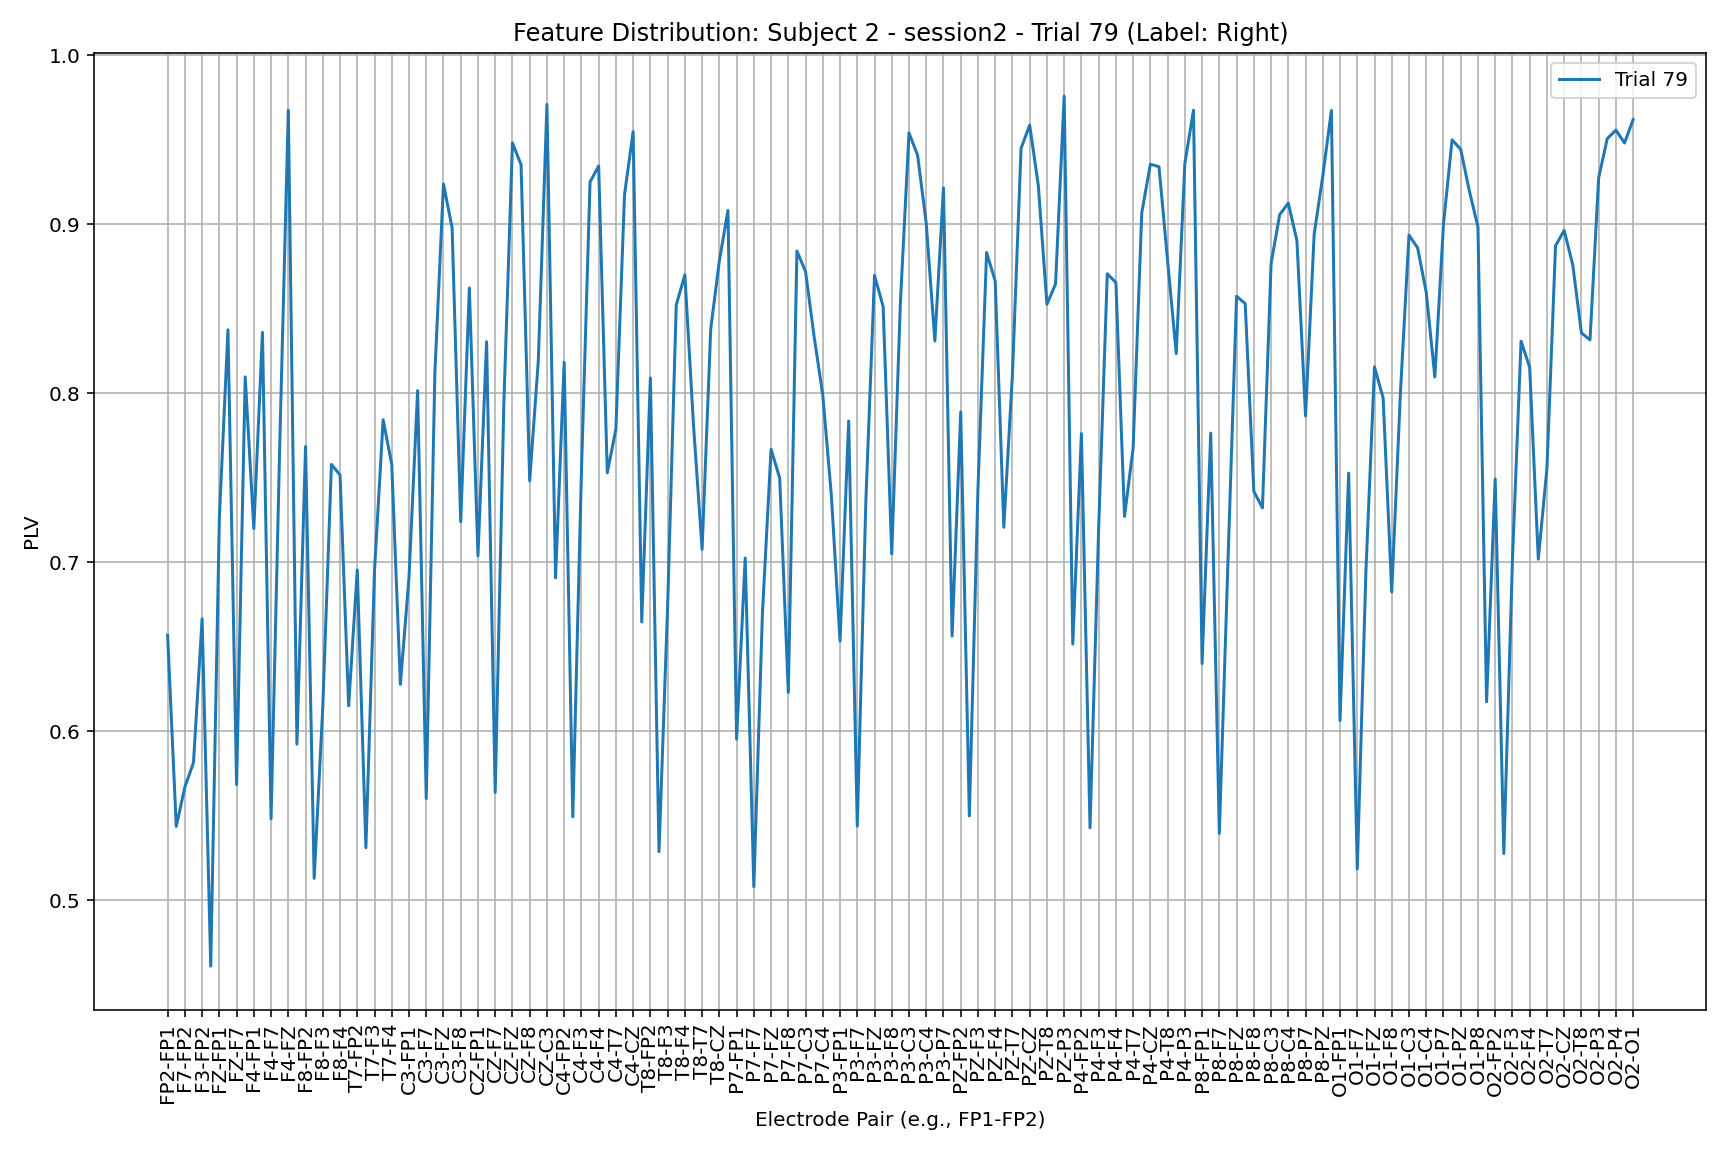 Feature Distribution: Subject 2 - session2 - Trial 79 (Label: Right)
Trial 79
1.0
0.9
0.8
0.7
0.6
0.5
PLV
FP2-FP1
F7-FP2
F3-FP2
FZ-FP1
FZ-F7
F4-FP1
F4-F7
F4-FZ
F8-FP2
F8-F3
F8-F4
T7-FP2
T7-F3
T7-F4
C3-FP1
C3-F7
C3-FZ
C3-F8
CZ-FP1
CZ-F7
CZ-FZ
CZ-F8
CZ-C3
C4-FP2
C4-F3
C4-F4
C4-T7
C4-CZ
T8-FP2
T8-F3
T8-F4
T8-T7
T8-CZ
P7-FP1
P7-F7
P7-FZ
P7-F8
P7-C3
P7-C4
P3-FP1
P3-F7
P3-FZ
P3-F8
P3-C3
P3-C4
P3-P7
PZ-FP2
PZ-F3
PZ-F4
PZ-T7
PZ-CZ
PZ-T8
PZ-P3
P4-FP2
P4-F3
P4-F4
P4-T7
P4-CZ
P4-T8
P4-P3
P8-FP1
P8-F7
P8-FZ
P8-F8
P8-C3
P8-C4
P8-P7
P8-PZ
O1-FP1
O1-F7
O1-FZ
O1-F8
O1-C3
O1-C4
O1-P7
O1-PZ
O1-P8
O2-FP2
O2-F3
O2-F4
O2-T7
O2-CZ
O2-T8
O2-P3
O2-P4
O2-O1
Electrode Pair (e.g., FP1-FP2)